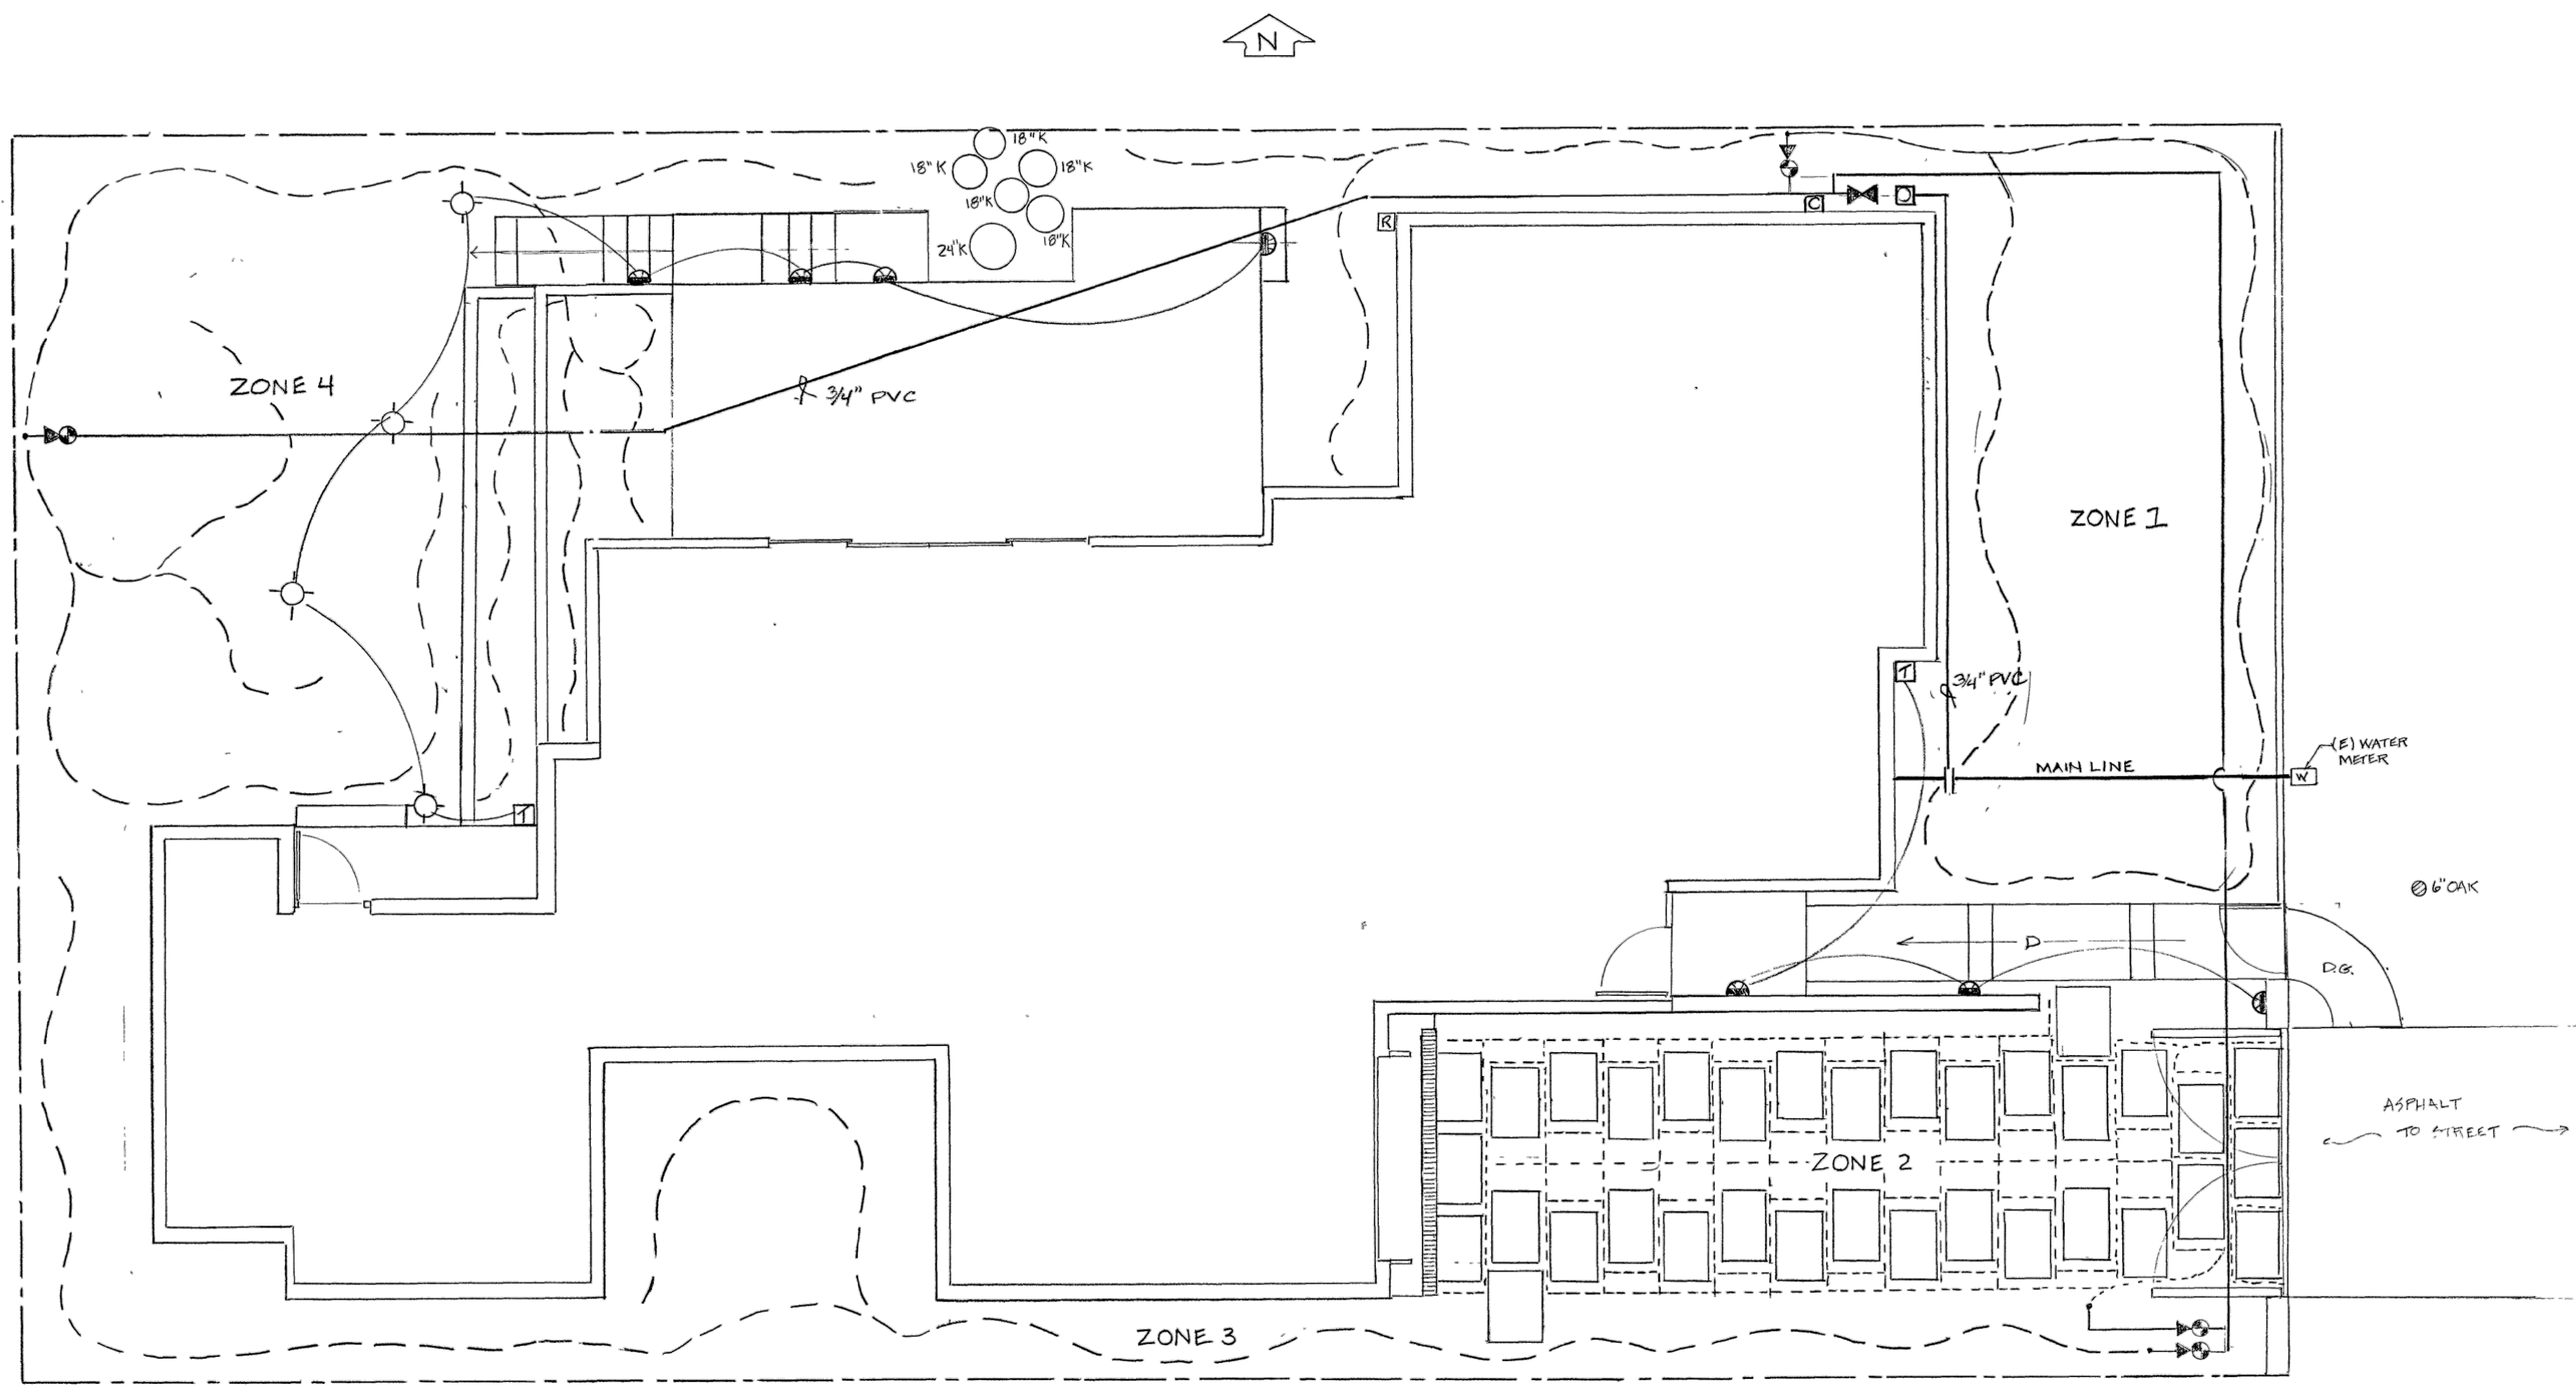 N
18"K
18"K
18"K
18"K
18"K
24"K
R
C
ZONE 4
3/4" PVC
ZONE 1
T
3/4" PVC
(E) WATER
METER
MAIN LINE
W
T
6" OAK
D
D.G.
ASPHALT
TO STREET
ZONE 2
ZONE 3